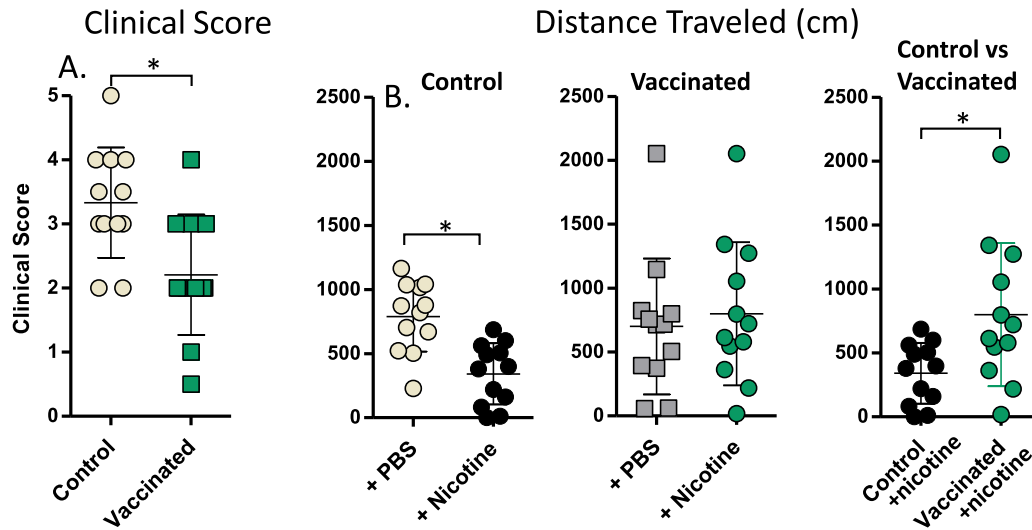 Clinical Score
Distance Traveled (cm)
A.
*
Clinical Score
5
4
3
2
1
0
Control
Vaccinated
B.
Control
*
2500
2000
1500
1000
500
0
+ PBS
+ Nicotine
Vaccinated
2500
2000
1500
1000
500
0
+ PBS
+ Nicotine
Control vs
Vaccinated
*
2500
2000
1500
1000
500
0
Control
+nicotine
Vaccinated
+nicotine